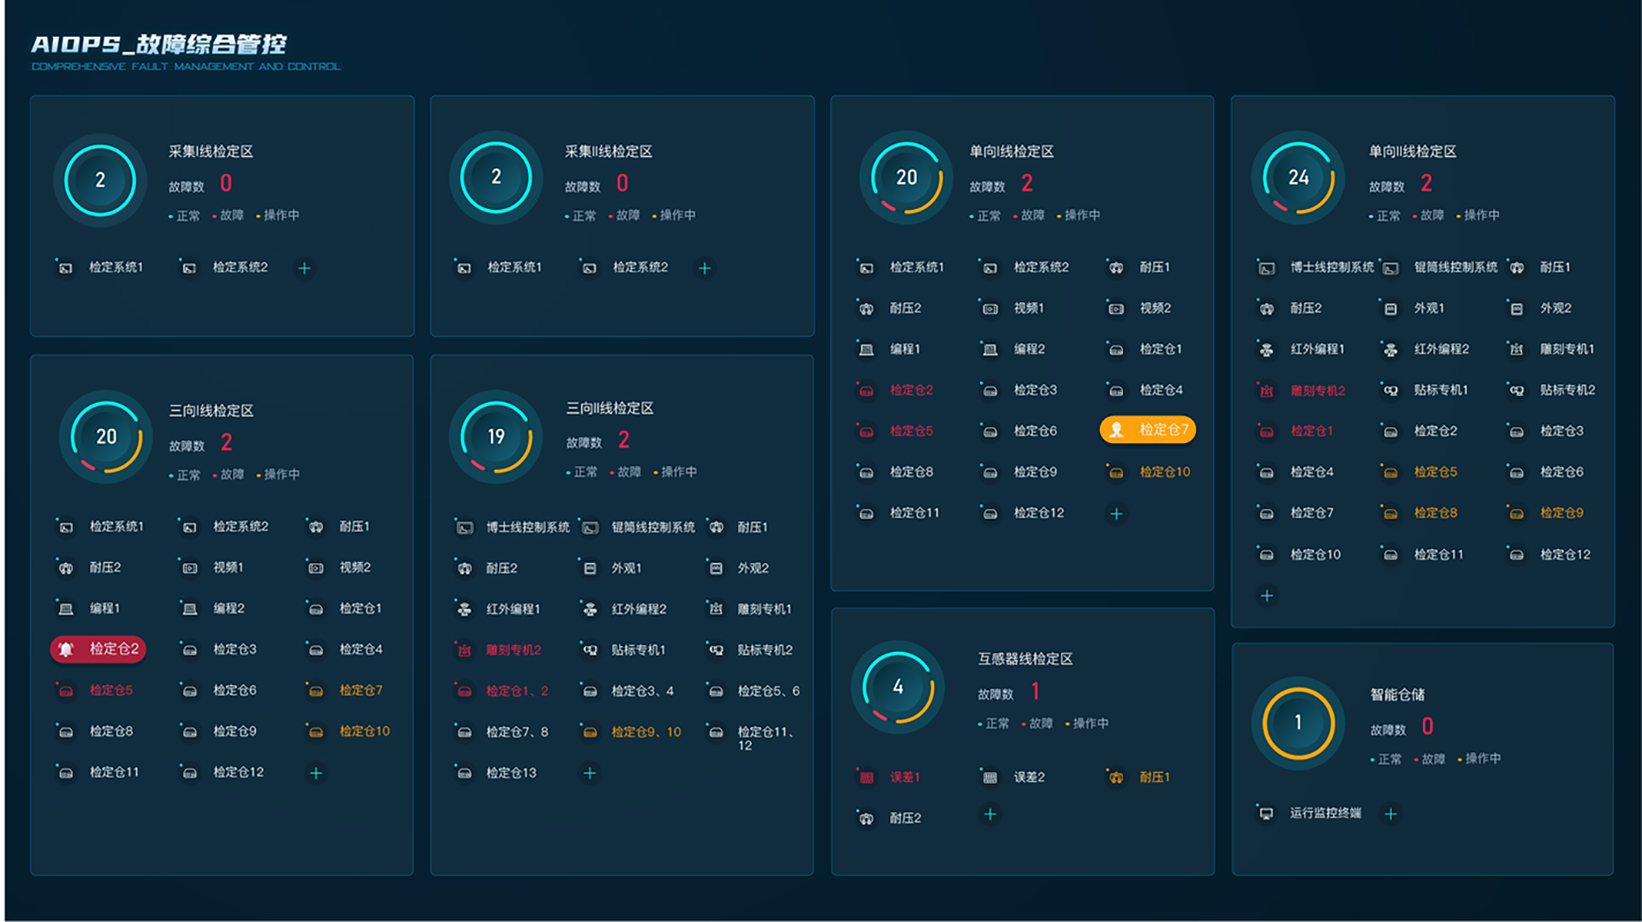 AIOPS_故障综合管控
COMPREHENSIVE FAULT MANAGEMENT AND CONTROL
2
采集I线检定区
故障数 0
正常 故障 操作中
检定系统1 检定系统2 +
2
采集II线检定区
故障数 0
正常 故障 操作中
检定系统1 检定系统2 +
20
单向I线检定区
故障数 2
正常 故障 操作中
检定系统1 检定系统2 耐压1
耐压2 视频1 视频2
编程1 编程2 检定仓1
检定仓2 检定仓3 检定仓4
检定仓5 检定仓6 检定仓7
检定仓8 检定仓9 检定仓10
检定仓11 检定仓12 +
24
单向II线检定区
故障数 2
正常 故障 操作中
博士线控制系统 锟筒线控制系统 耐压1
耐压2 外观1 外观2
红外编程1 红外编程2 雕刻专机1
雕刻专机2 贴标专机1 贴标专机2
检定仓1 检定仓2 检定仓3
检定仓4 检定仓5 检定仓6
检定仓7 检定仓8 检定仓9
检定仓10 检定仓11 检定仓12
+
20
三向I线检定区
故障数 2
正常 故障 操作中
检定系统1 检定系统2 耐压1
耐压2 视频1 视频2
编程1 编程2 检定仓1
检定仓2 检定仓3 检定仓4
检定仓5 检定仓6 检定仓7
检定仓8 检定仓9 检定仓10
检定仓11 检定仓12 +
19
三向II线检定区
故障数 2
正常 故障 操作中
博士线控制系统 锟筒线控制系统 耐压1
耐压2 外观1 外观2
红外编程1 红外编程2 雕刻专机1
雕刻专机2 贴标专机1 贴标专机2
检定仓1、2 检定仓3、4 检定仓5、6
检定仓7、8 检定仓9、10 检定仓11、
12
检定仓13 +
4
互感器线检定区
故障数 1
正常 故障 操作中
误差1 误差2 耐压1
耐压2 +
1
智能仓储
故障数 0
正常 故障 操作中
运行监控终端 +